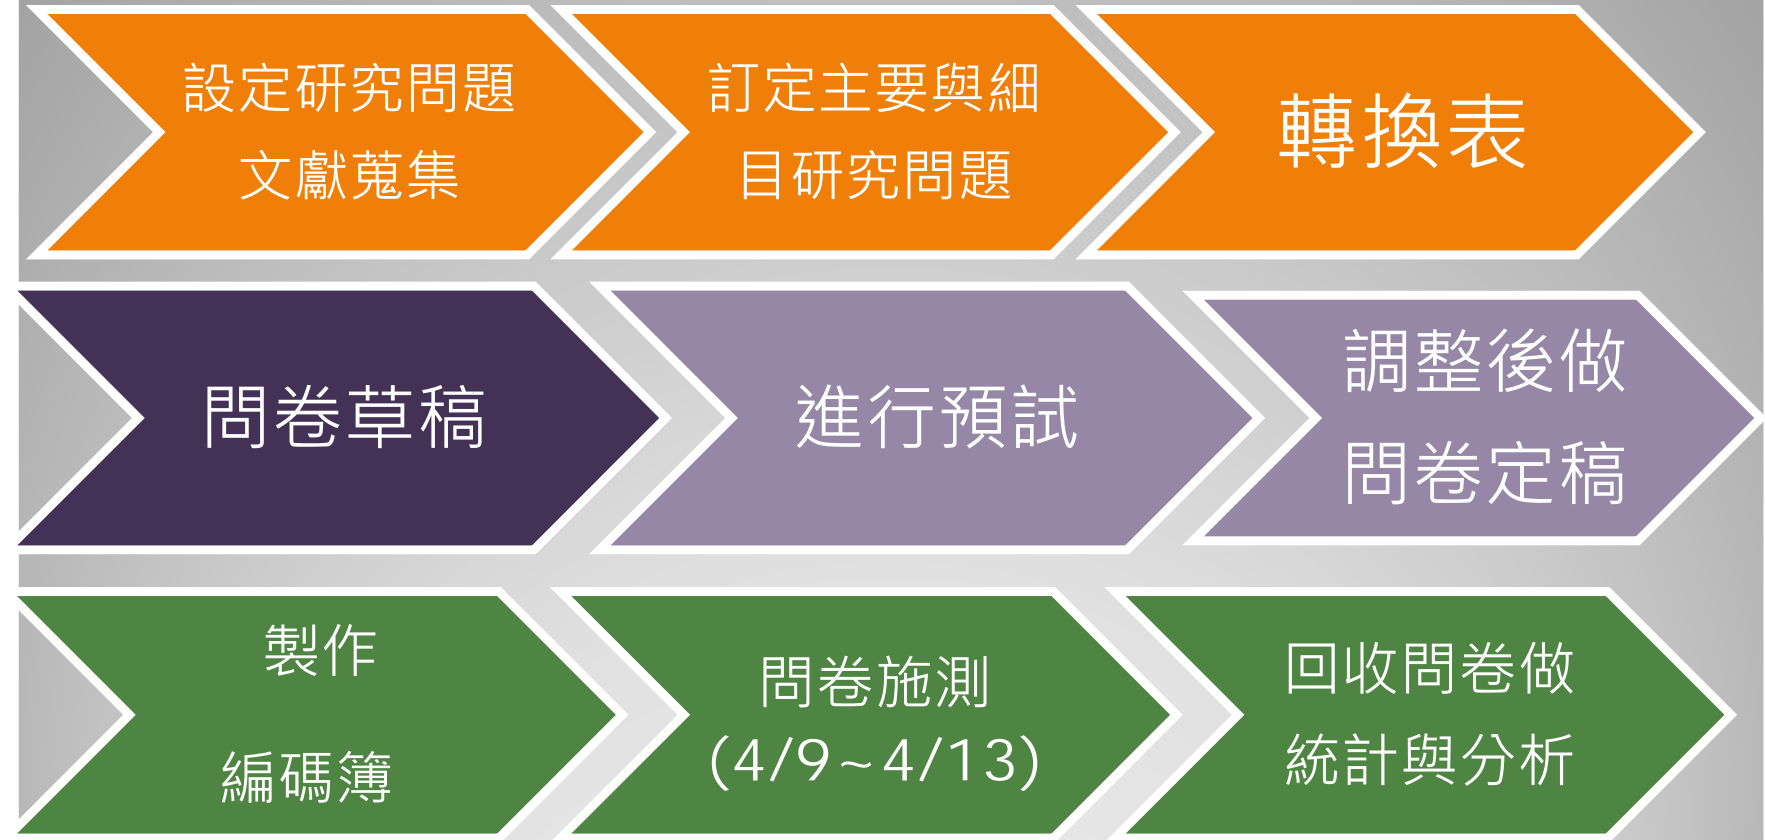 設定研究問題
文獻蒐集
訂定主要與細
目研究問題
轉換表
問卷草稿
進行預試
調整後做
問卷定稿
製作
編碼簿
問卷施測
(4/9~4/13)
回收問卷做
統計與分析